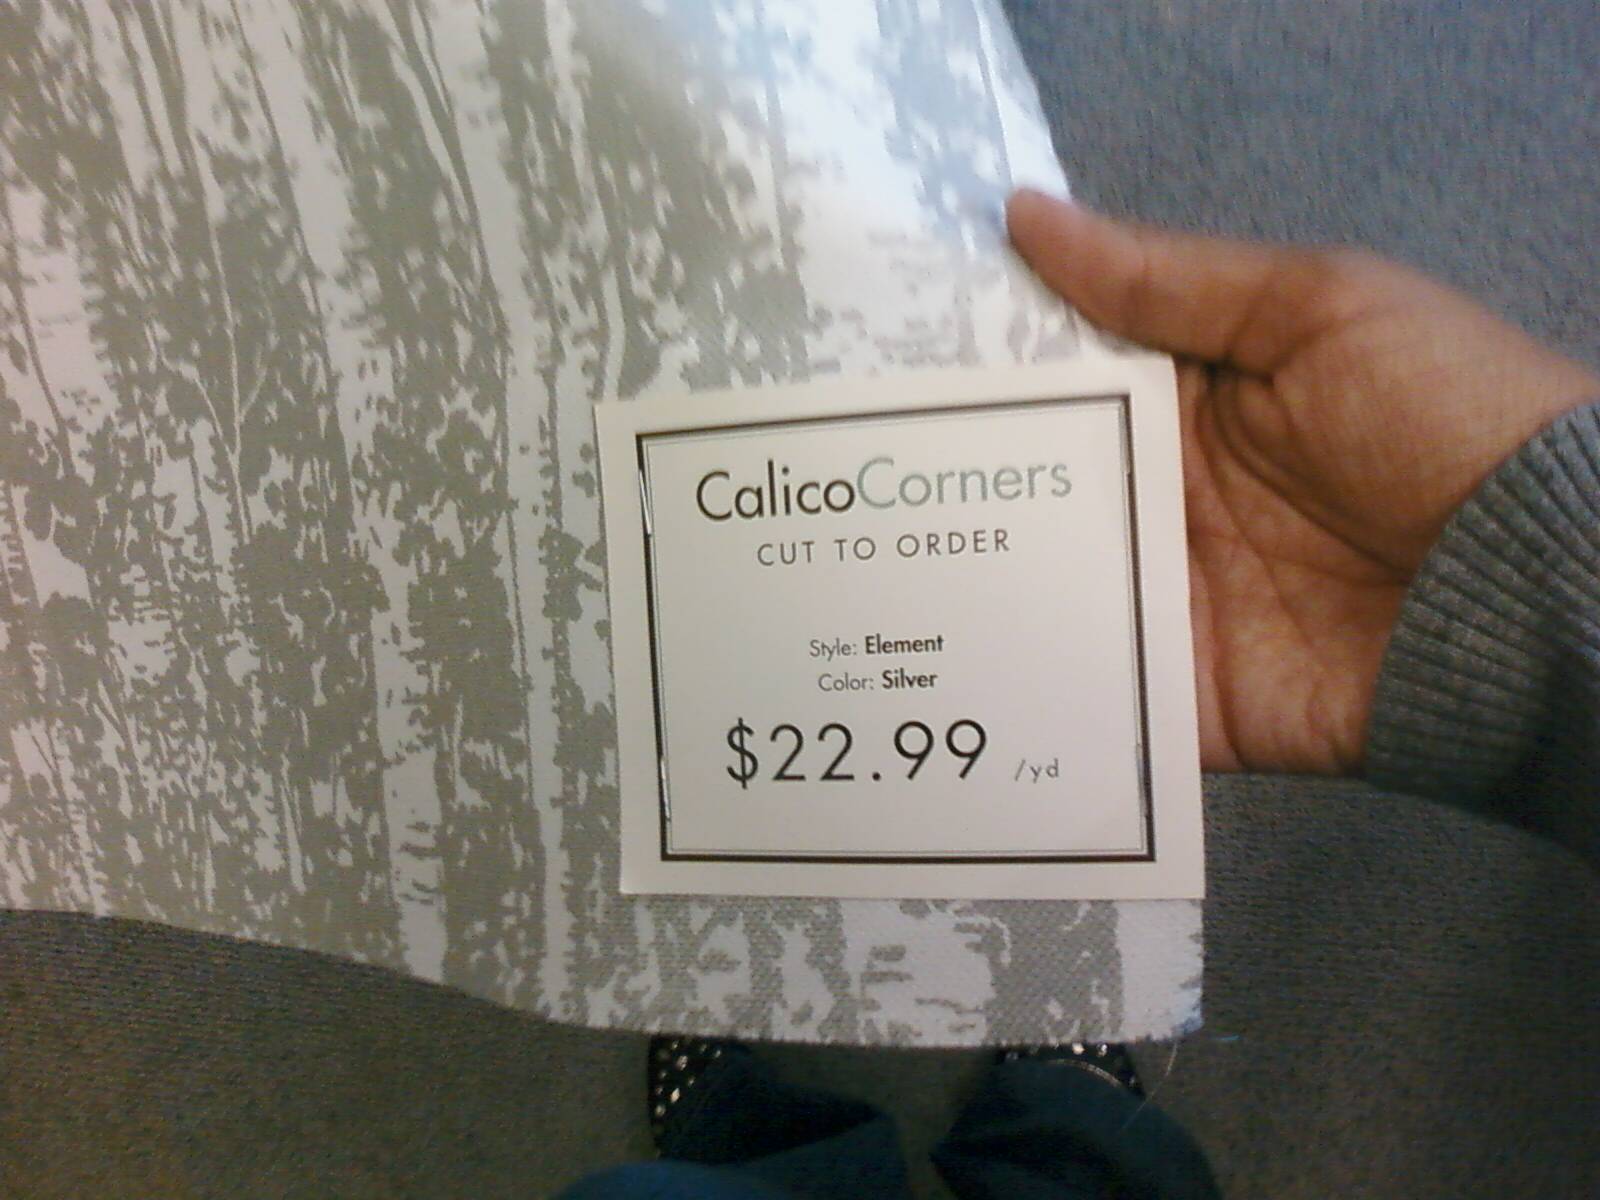 CalicoCorners
CUT TO ORDER
Style: Element
Color: Silver
$22.99 /yd